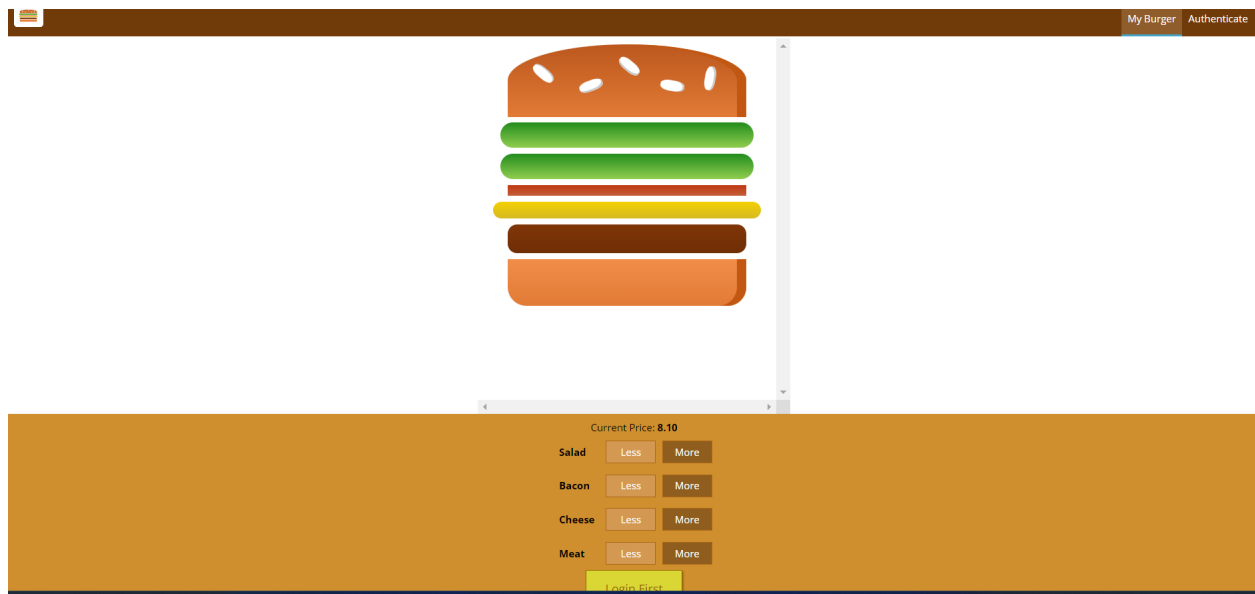 My Burger Authenticate
Current Price: 8.10
Salad Less More
Bacon Less More
Cheese Less More
Meat Less More
Login First